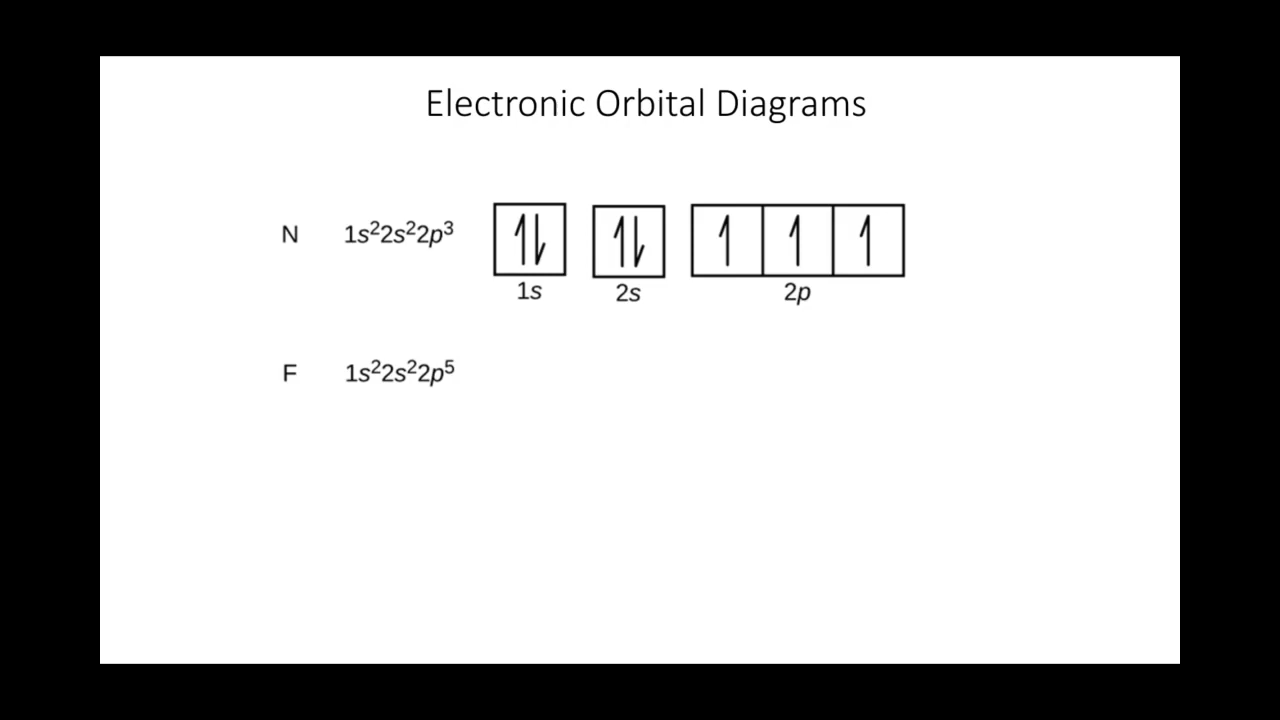 Electronic Orbital Diagrams
N 1s²2s²2p³ 1s 2s 2p
F 1s²2s²2p⁵